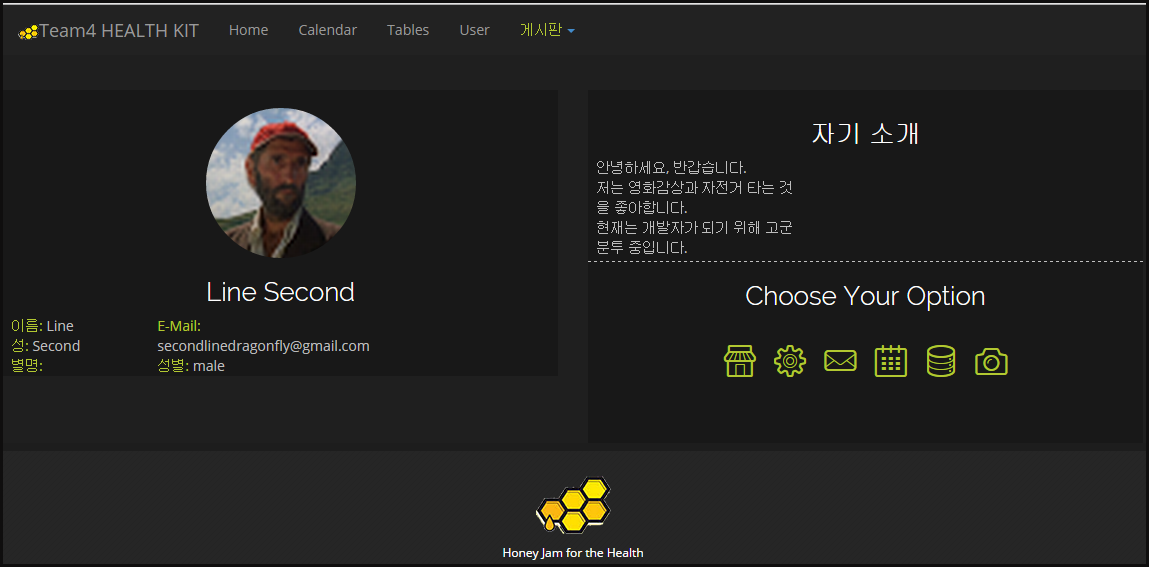 Team4 HEALTH KIT Home Calendar Tables User 게시판
Line Second
이름: Line
성: Second
별명:
E-Mail:
secondlinedragonfly@gmail.com
성별: male
자기 소개
안녕하세요, 반갑습니다.
저는 영화감상과 자전거 타는 것
을 좋아합니다.
현재는 개발자가 되기 위해 고군
분투 중입니다.
Choose Your Option
Honey Jam for the Health